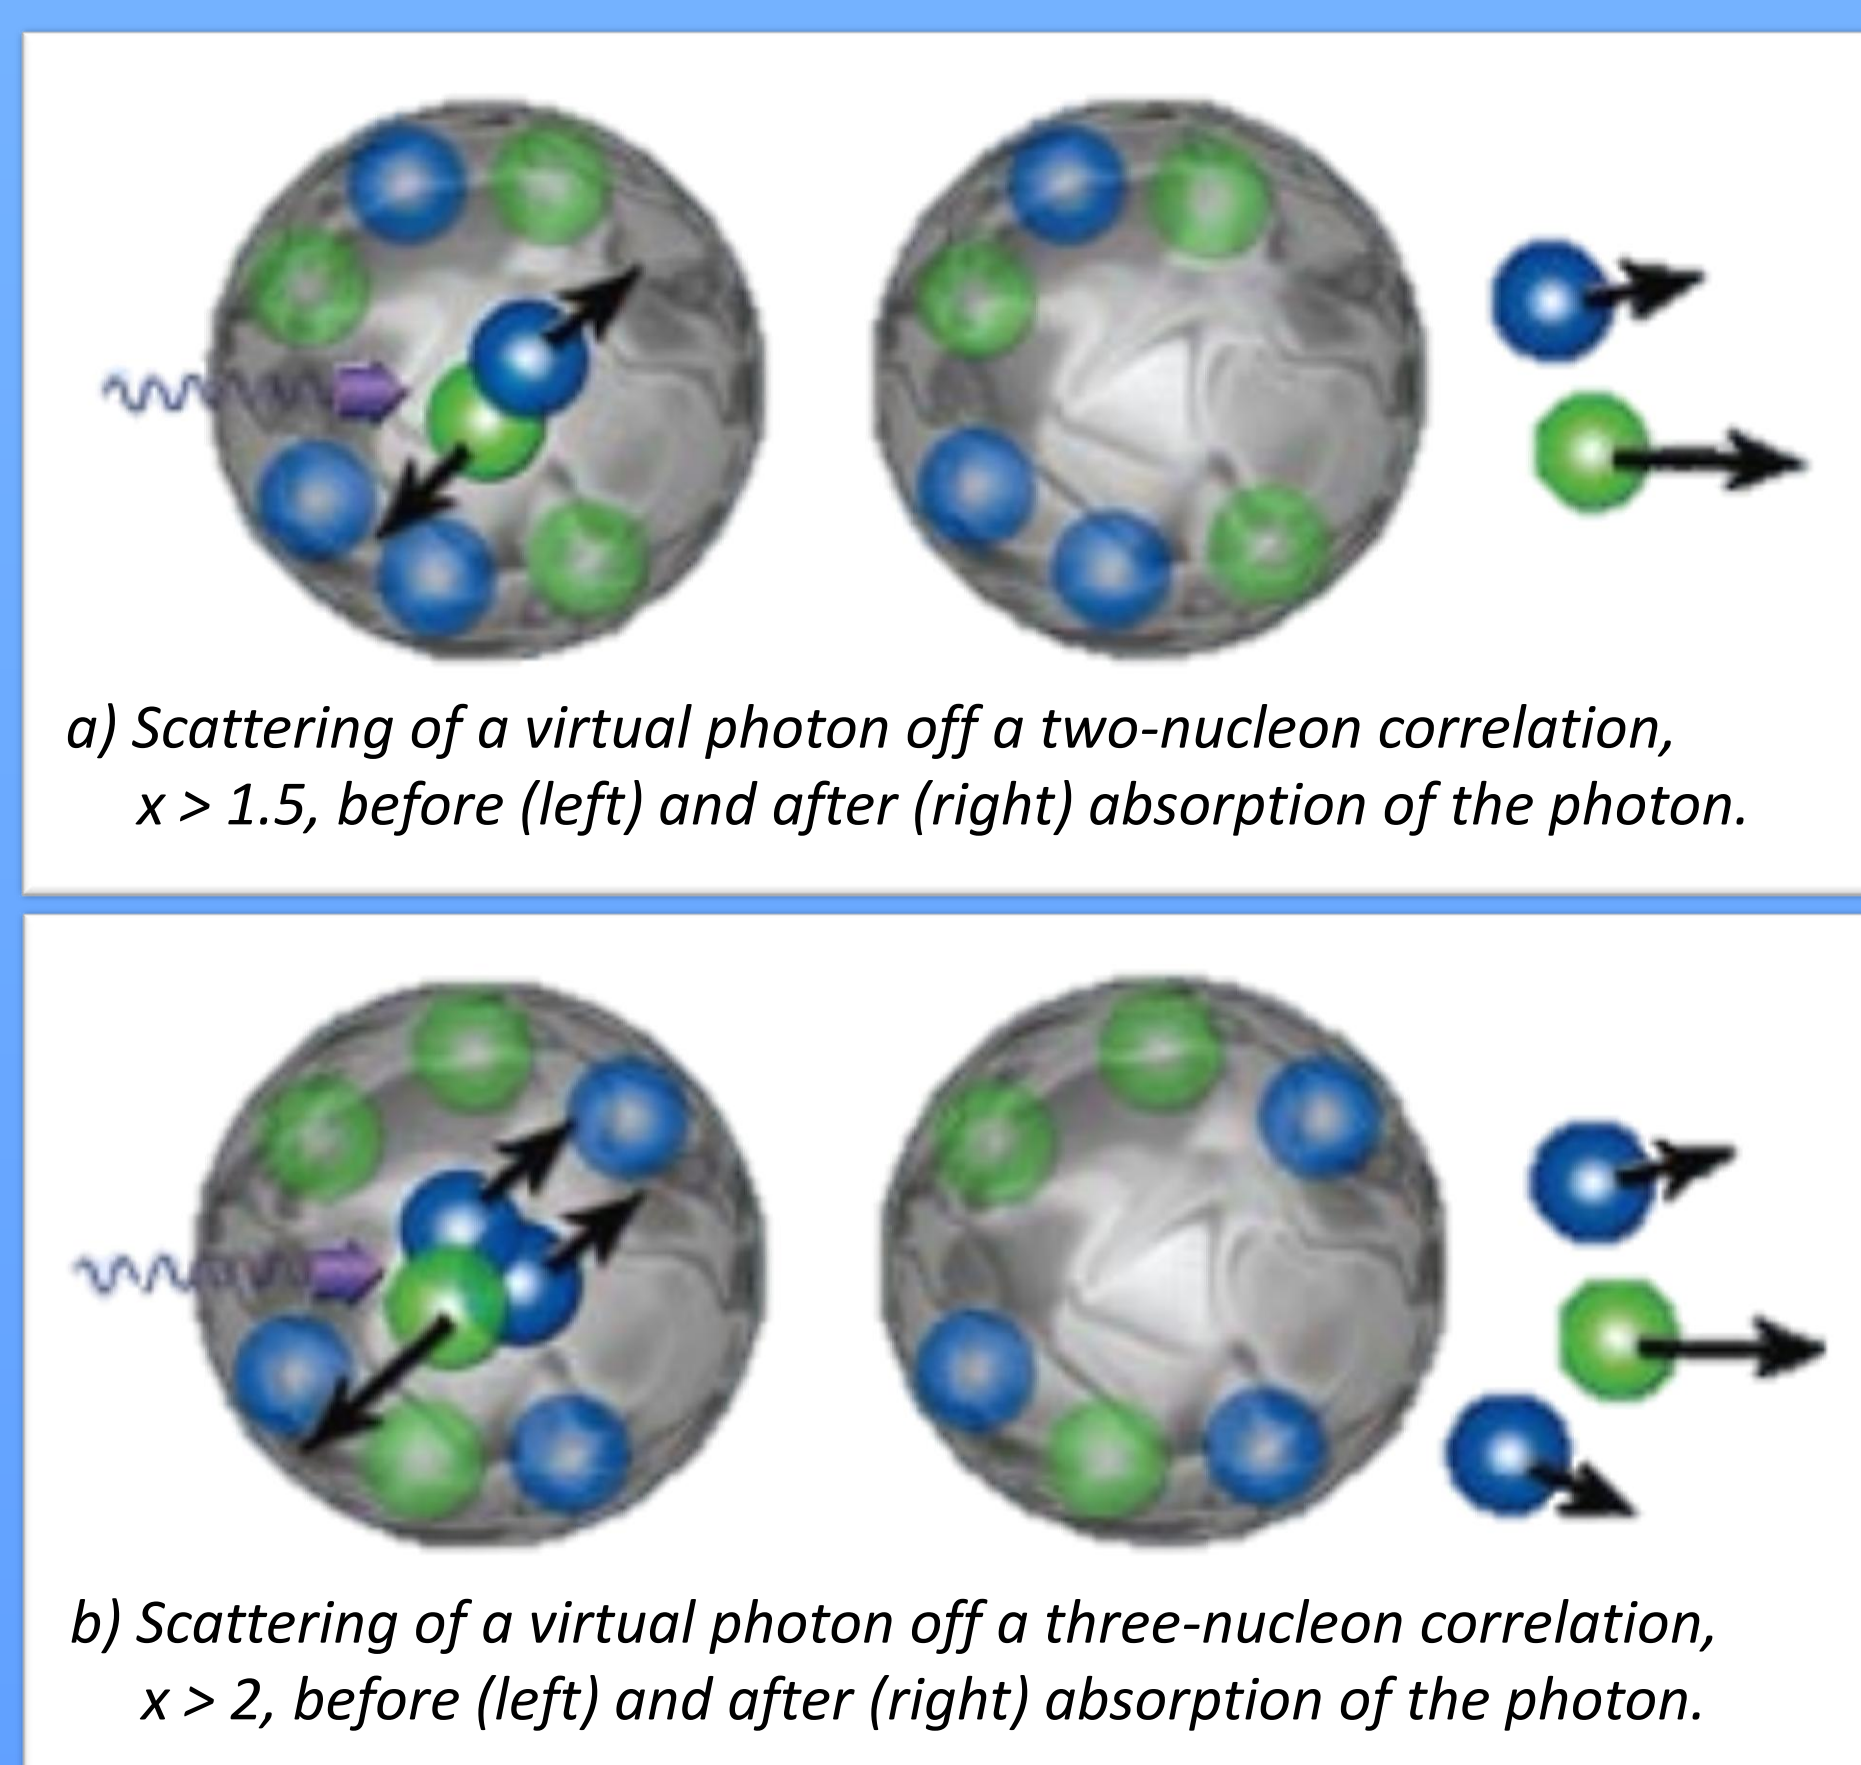 a) Scattering of a virtual photon off a two-nucleon correlation,
x > 1.5, before (left) and after (right) absorption of the photon.
b) Scattering of a virtual photon off a three-nucleon correlation,
x > 2, before (left) and after (right) absorption of the photon.